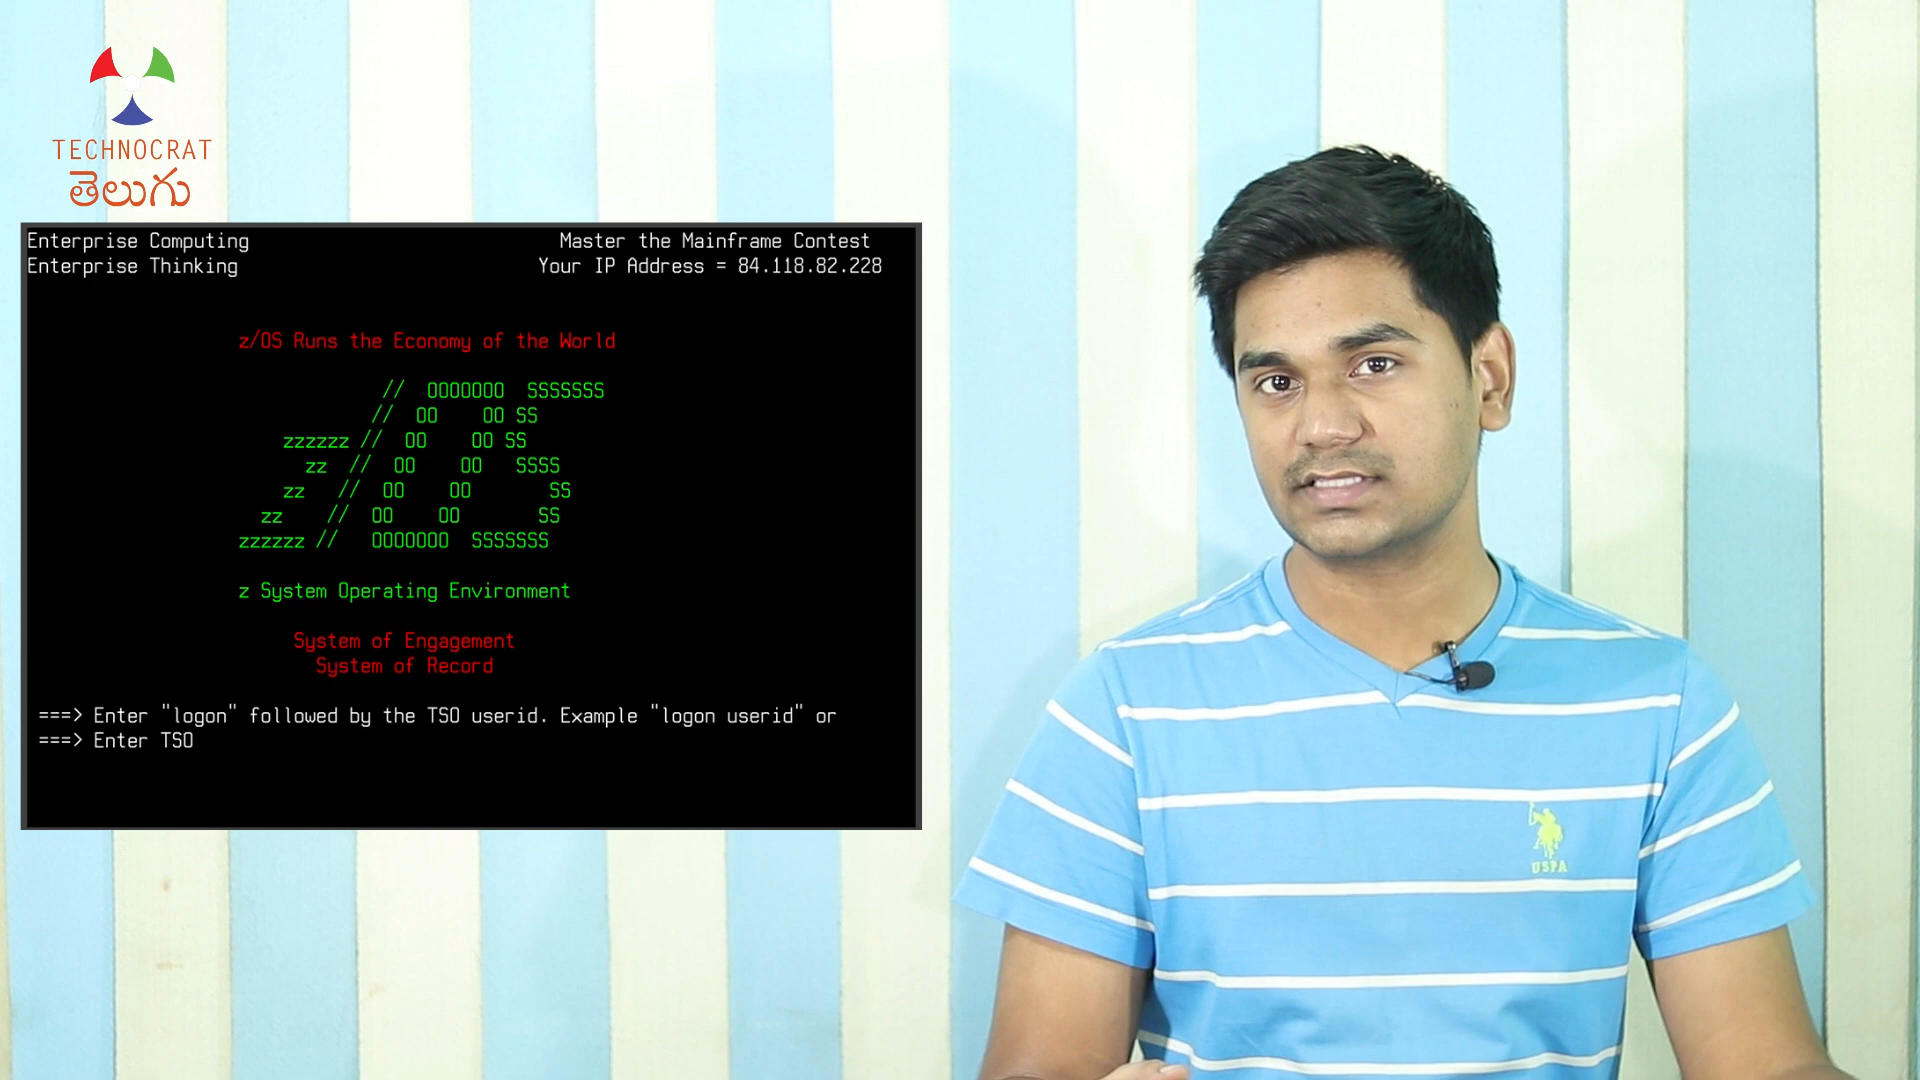 TECHNOCRAT
తెలుగు
Enterprise Computing Master the Mainframe Contest
Enterprise Thinking Your IP Address = 84.118.82.228
z/OS Runs the Economy of the World
// OOOOOOO SSSSSSS
// OO OO SS
zzzzzz // OO OO SS
zz // OO OO SSSS
zz // OO OO SS
zz // OO OO SS
zzzzzz // OOOOOOO SSSSSSS
z System Operating Environment
System of Engagement
System of Record
===> Enter "logon" followed by the TSO userid. Example "logon userid" or
===> Enter TSO
USPA